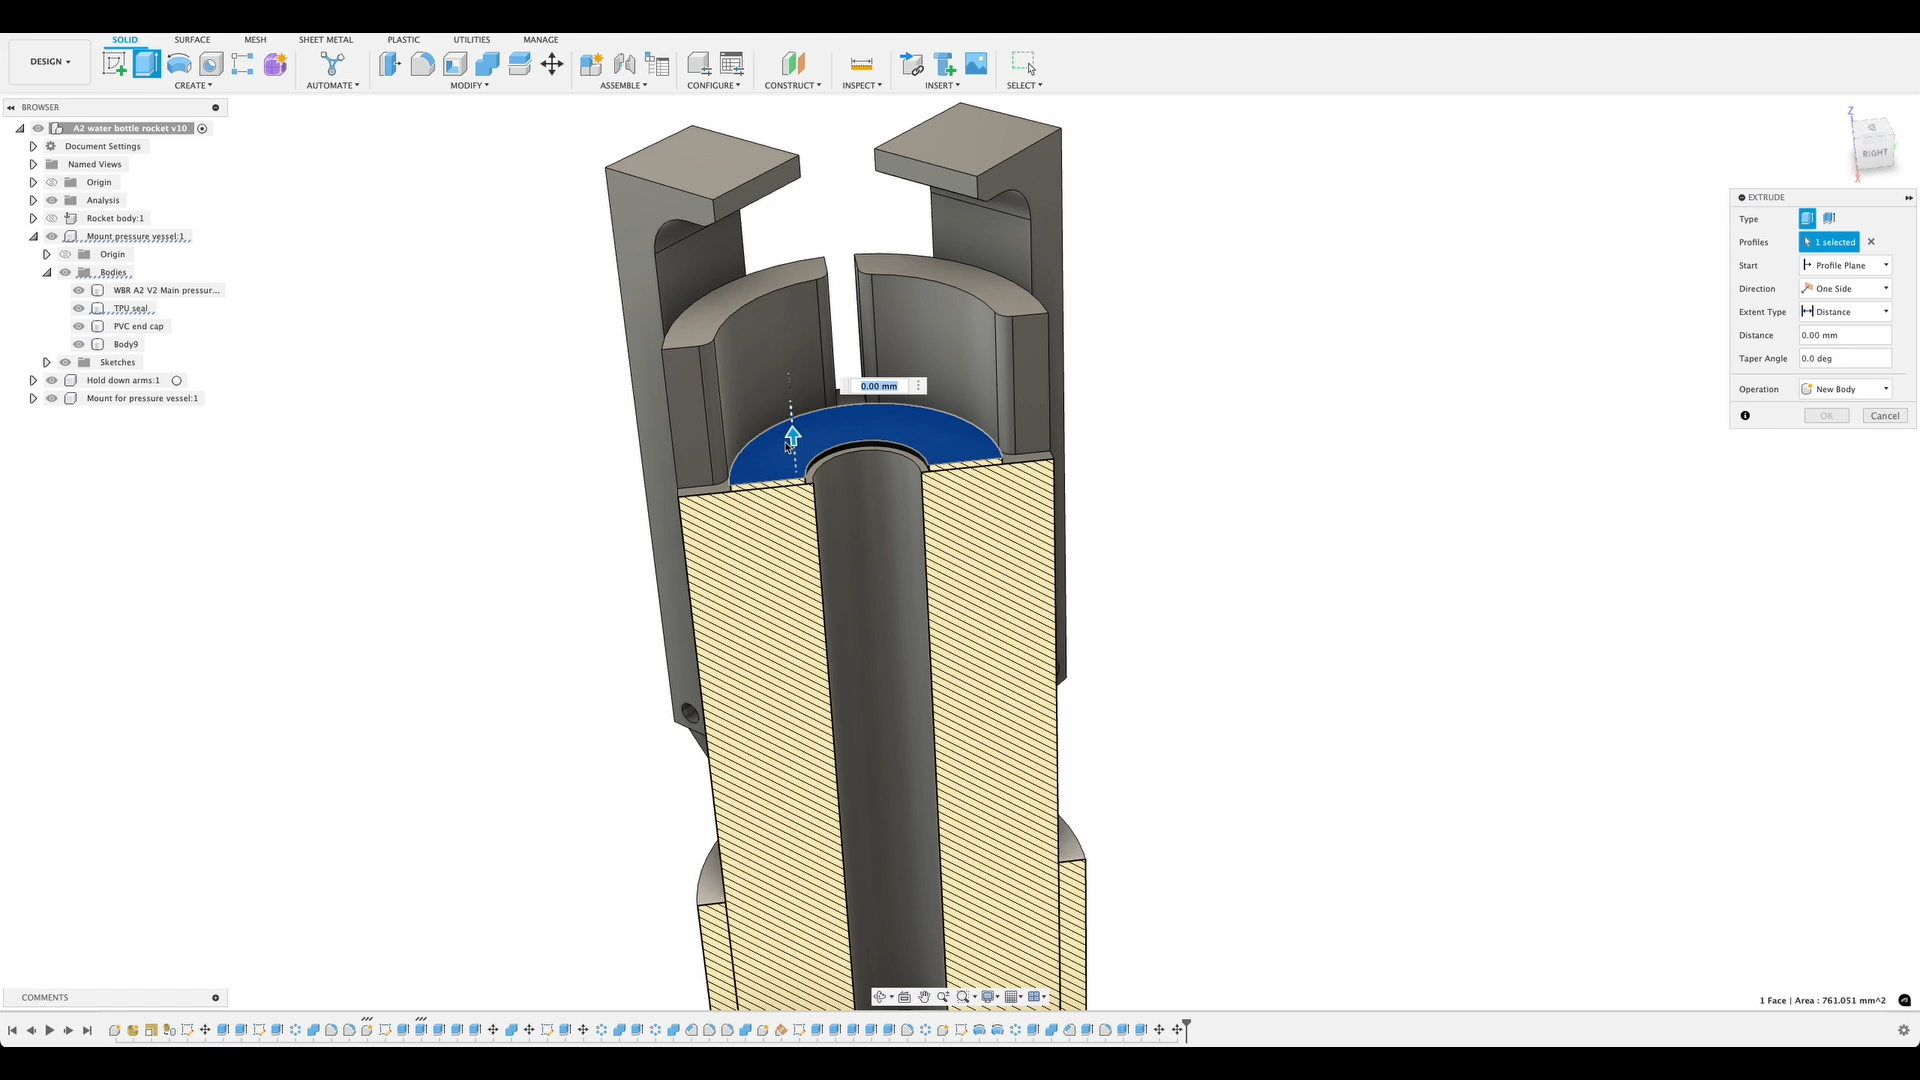 SOLID SURFACE MESH SHEET METAL PLASTIC UTILITIES MANAGE
DESIGN
CREATE AUTOMATE MODIFY ASSEMBLE CONFIGURE CONSTRUCT INSPECT INSERT SELECT
BROWSER
A2 water bottle rocket v10
Document Settings
Named Views
Origin
Analysis
Rocket body:1
Mount pressure vessel:1
Origin
Bodies
WBR A2 V2 Main pressur...
TPU seal
PVC end cap
Body9
Sketches
Hold down arms:1
Mount for pressure vessel:1
0.00 mm
Z
RIGHT
X
EXTRUDE
Type
Profiles 1 selected
Start Profile Plane
Direction One Side
Extent Type Distance
Distance 0.00 mm
Taper Angle 0.0 deg
Operation New Body
OK Cancel
COMMENTS
1 Face | Area : 761.051 mm^2